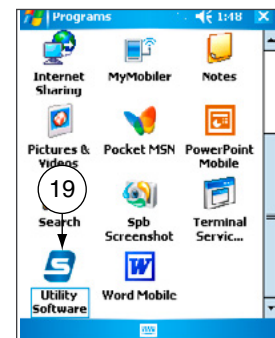 Programs 1:48
Internet Sharing MyMobiler Notes
Pictures & Videos Pocket MSN PowerPoint Mobile
19
Search Spb Screenshot Terminal Servic...
Utility Software Word Mobile